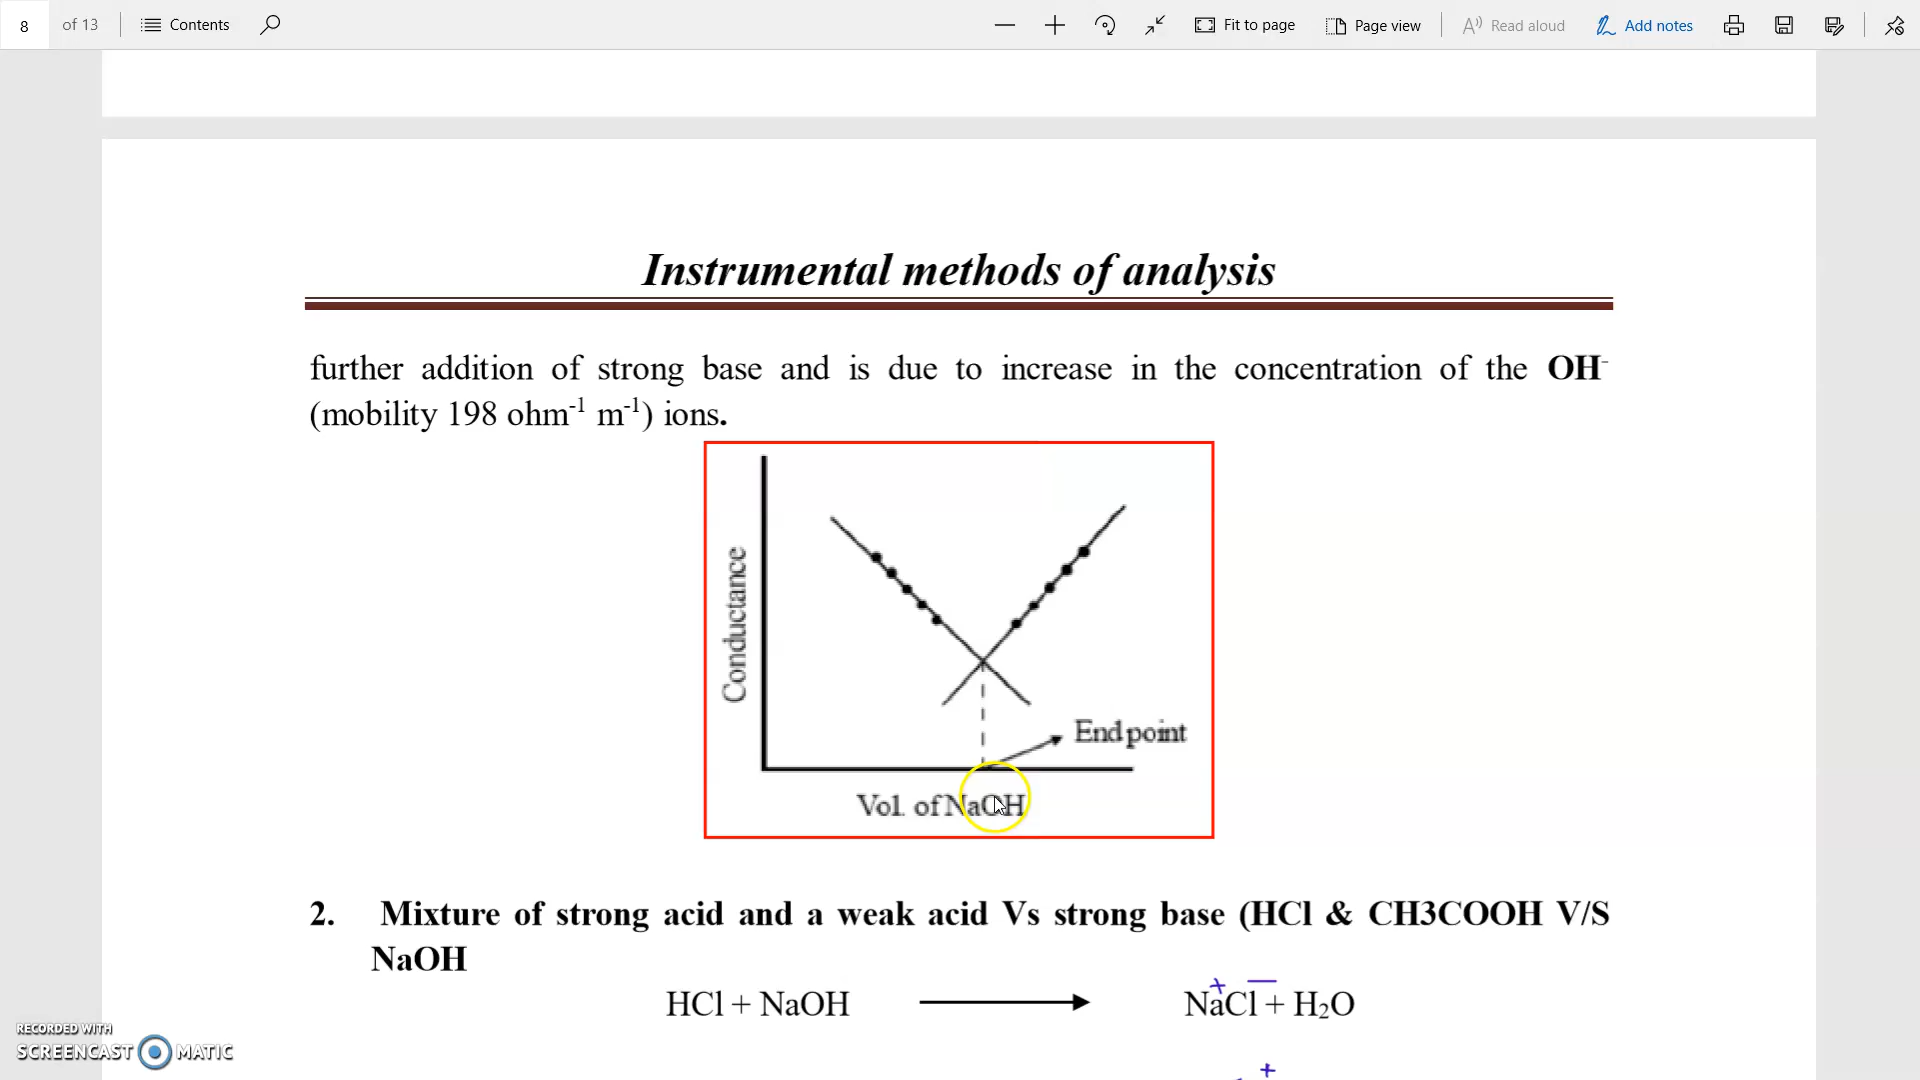 8 of 13 Contents Fit to page Page view Read aloud Add notes
Instrumental methods of analysis
further addition of strong base and is due to increase in the concentration of the OH⁻
(mobility 198 ohm⁻¹ m⁻¹) ions.
Conductance
End point
Vol. of NaOH
2. Mixture of strong acid and a weak acid Vs strong base (HCl & CH3COOH V/S
NaOH
+ —
HCl + NaOH NaCl + H₂O
+
RECORDED WITH
SCREENCAST MATIC